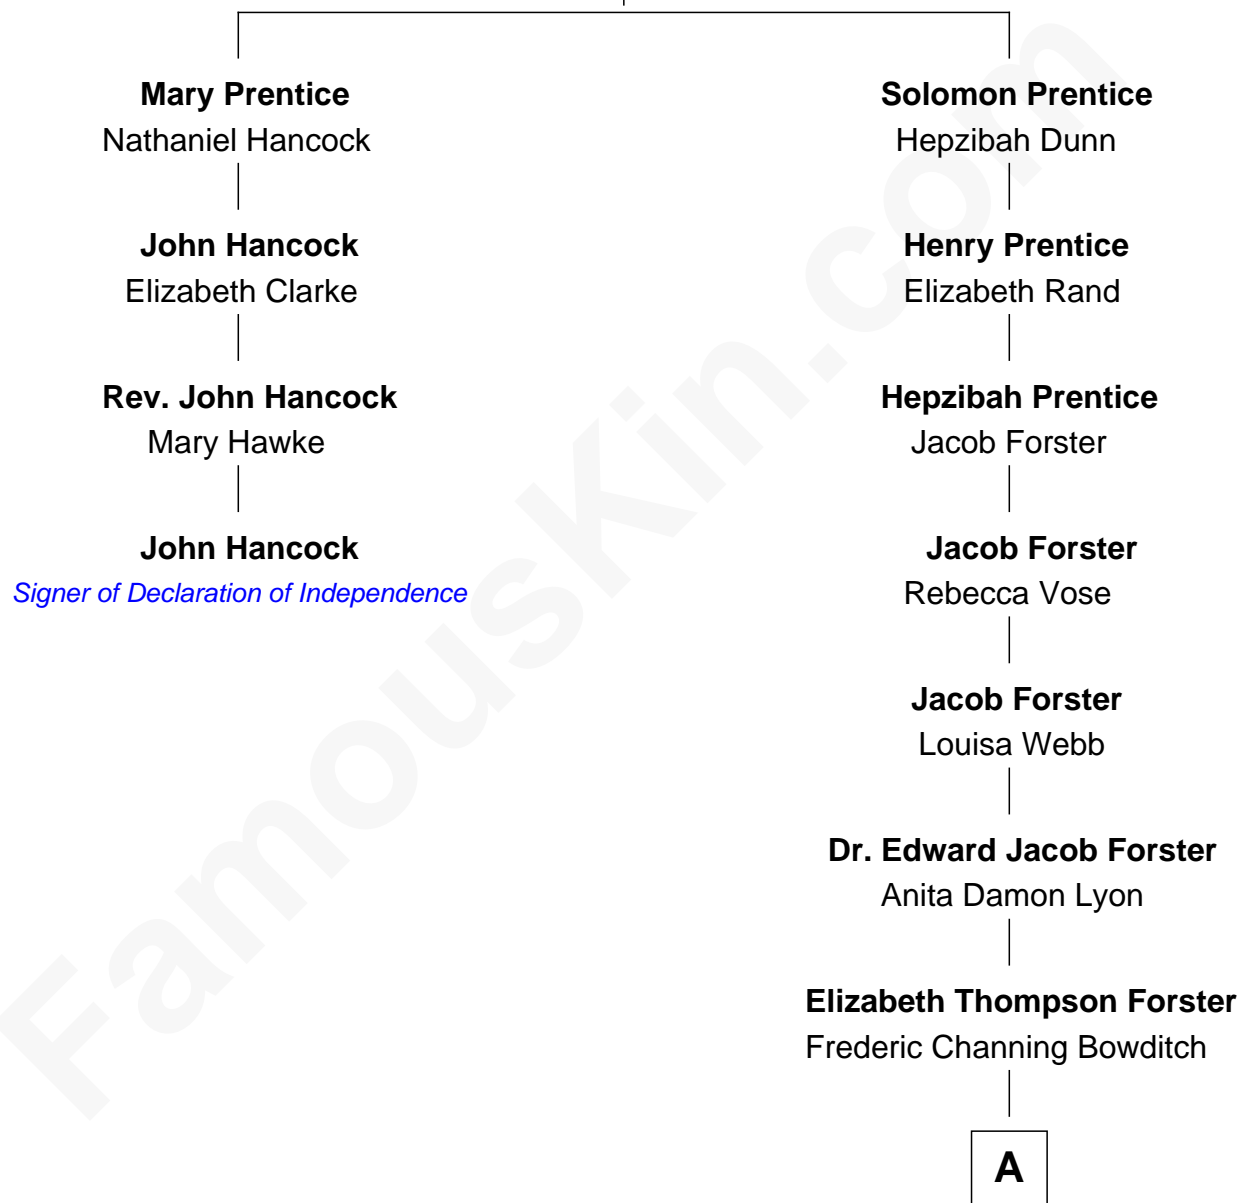 Mary Prentice
Nathaniel Hancock
John Hancock
Elizabeth Clarke
Rev. John Hancock
Mary Hawke
John Hancock
Signer of Declaration of Independence
Solomon Prentice
Hepzibah Dunn
Henry Prentice
Elizabeth Rand
Hepzibah Prentice
Jacob Forster
Jacob Forster
Rebecca Vose
Jacob Forster
Louisa Webb
Dr. Edward Jacob Forster
Anita Damon Lyon
Elizabeth Thompson Forster
Frederic Channing Bowditch
A
FamousKin.com